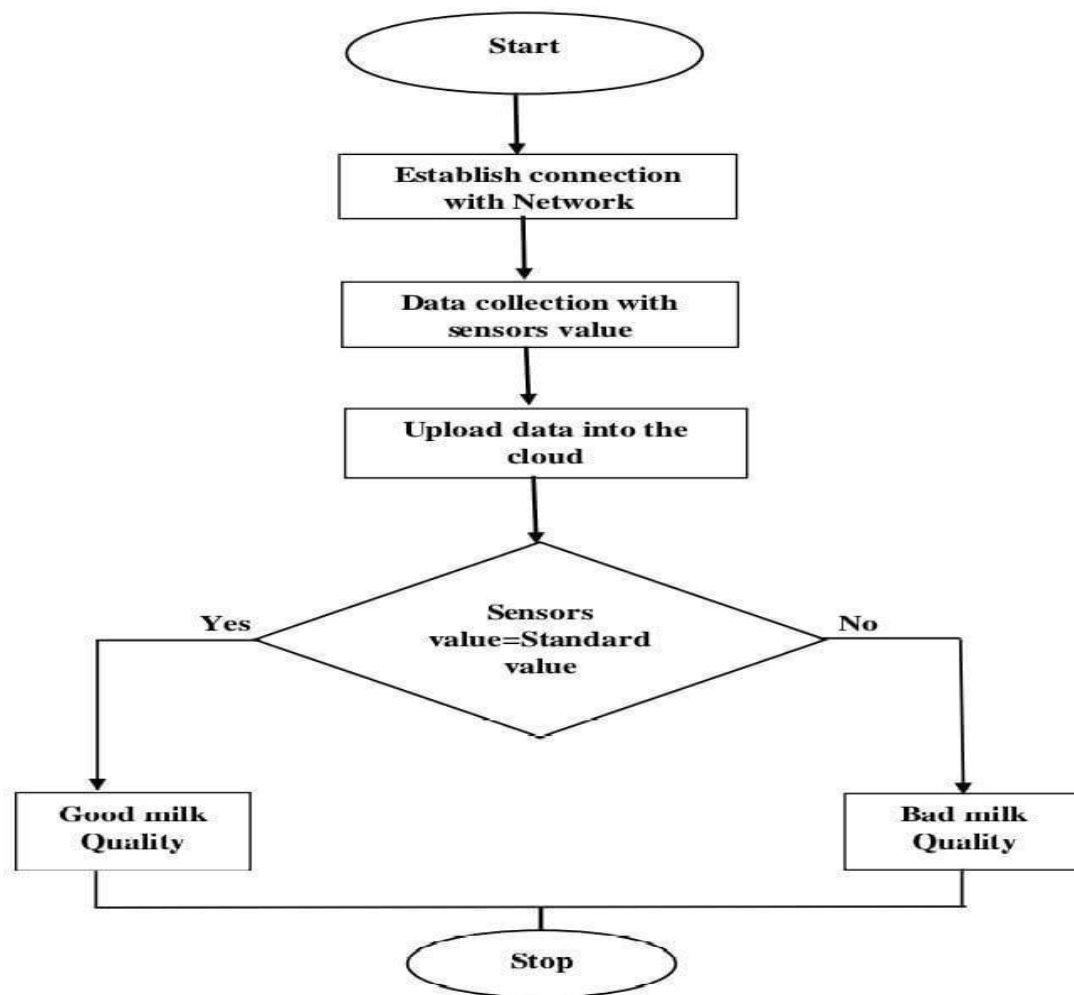 Start
Establish connection
with Network
Data collection with
sensors value
Upload data into the
cloud
Sensors
value=Standard
value
Yes
No
Good milk
Quality
Bad milk
Quality
Stop